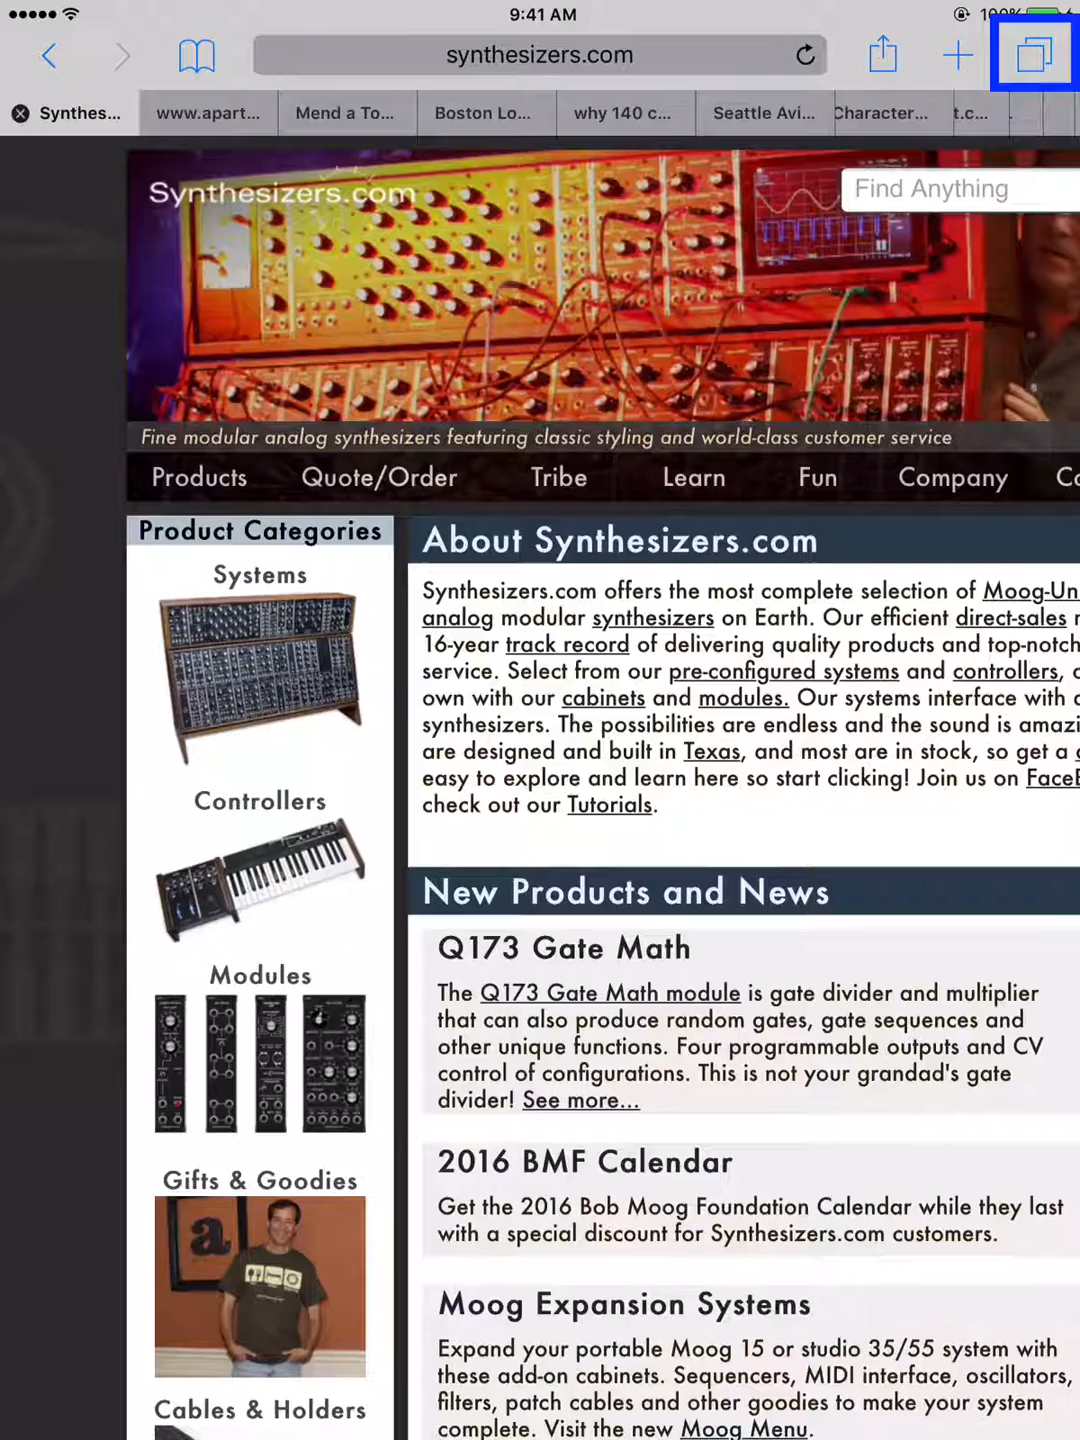 9:41 AM
100%
synthesizers.com
Synthes...
www.apart...
Mend a To...
Boston Lo...
why 140 c...
Seattle Avi...
Character...
t.c...
Synthesizers.com
Find Anything
Fine modular analog synthesizers featuring classic styling and world-class customer service
Products Quote/Order Tribe Learn Fun Company Co
Product Categories
Systems
Controllers
Modules
Gifts & Goodies
a
Cables & Holders
About Synthesizers.com
Synthesizers.com offers the most complete selection of Moog-Un
analog modular synthesizers on Earth. Our efficient direct-sales
16-year track record of delivering quality products and top-notch
service. Select from our pre-configured systems and controllers,
own with our cabinets and modules. Our systems interface with
synthesizers. The possibilities are endless and the sound is amazi
are designed and built in Texas, and most are in stock, so get a
easy to explore and learn here so start clicking! Join us on FaceB
check out our Tutorials.
New Products and News
Q173 Gate Math
The Q173 Gate Math module is gate divider and multiplier
that can also produce random gates, gate sequences and
other unique functions. Four programmable outputs and CV
control of configurations. This is not your grandad's gate
divider! See more...
2016 BMF Calendar
Get the 2016 Bob Moog Foundation Calendar while they last
with a special discount for Synthesizers.com customers.
Moog Expansion Systems
Expand your portable Moog 15 or studio 35/55 system with
these add-on cabinets. Sequencers, MIDI interface, oscillators,
filters, patch cables and other goodies to make your system
complete. Visit the new Moog Menu.